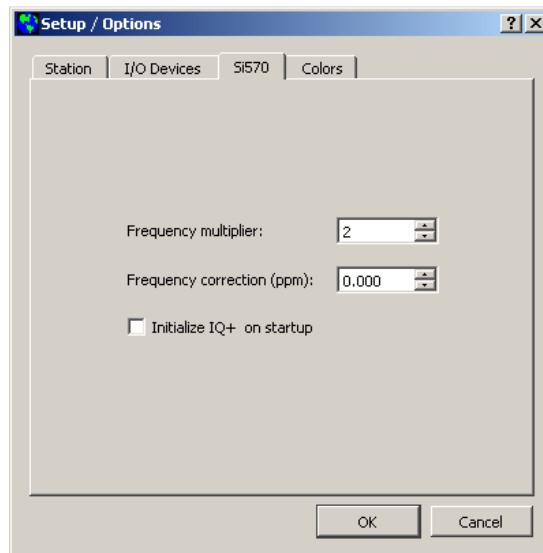 Setup / Options
Station I/O Devices Si570 Colors
Frequency multiplier: 2
Frequency correction (ppm): 0.000
Initialize IQ+ on startup
OK Cancel